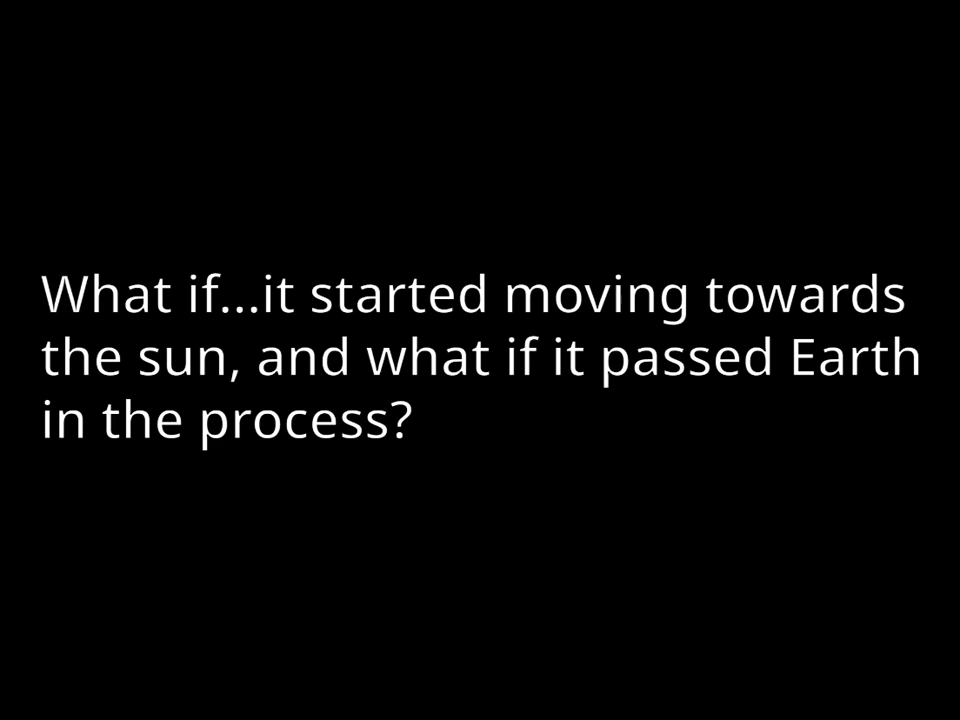 What if...it started moving towards
the sun, and what if it passed Earth
in the process?